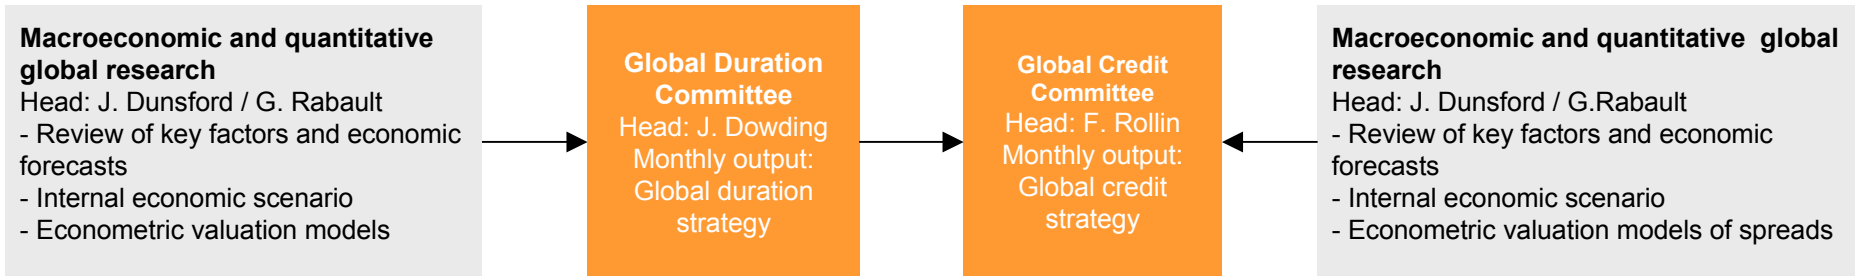 Macroeconomic and quantitative
global research
Head: J. Dunsford / G. Rabault
- Review of key factors and economic
forecasts
- Internal economic scenario
- Econometric valuation models
Global Duration
Committee
Head: J. Dowding
Monthly output:
Global duration
strategy
Global Credit
Committee
Head: F. Rollin
Monthly output:
Global credit
strategy
Macroeconomic and quantitative  global
research
Head: J. Dunsford / G.Rabault
- Review of key factors and economic
forecasts
- Internal economic scenario
- Econometric valuation models of spreads